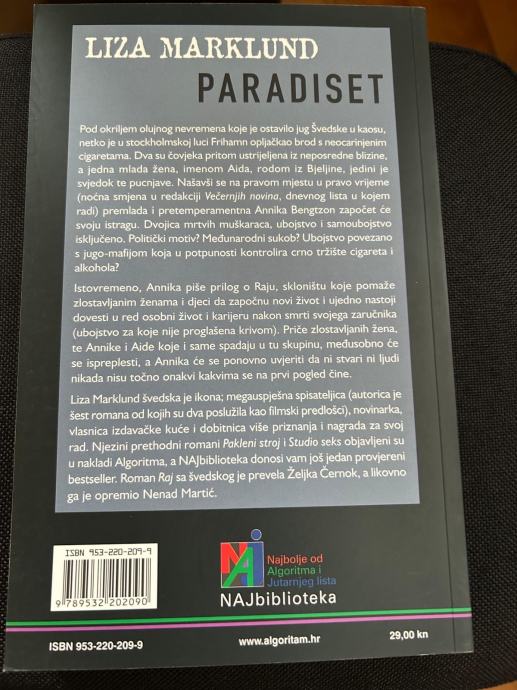 LIZA MARKLUND
PARADISET
Pod okriljem olujnog nevremena koje je ostavilo jug Švedske u kaosu,
netko je u stockholmskoj luci Frihamn opljačkao brod s neocarinjenim
cigaretama. Dva su čovjeka pritom ustrijeljena iz neposredne blizine,
a jedna mlada žena, imenom Aida, rodom iz Bjeljine, jedini je
svjedok te pucnjave. Našavši se na pravom mjestu u pravo vrijeme
(noćna smjena u redakciji Večernjih novina, dnevnog lista u kojem
radi) premlada i pretemperamentna Annika Bengtzon započet će
svoju istragu. Dvojica mrtvih muškaraca, ubojstvo i samoubojstvo
isključeno. Politički motiv? Međunarodni sukob? Ubojstvo povezano
s jugo-mafijom koja u potpunosti kontrolira crno tržište cigareta i
alkohola?
Istovremeno, Annika piše prilog o Raju, skloništu koje pomaže
zlostavljanim ženama i djeci da započnu novi život i ujedno nastoji
dovesti u red osobni život i karijeru nakon smrti svojega zaručnika
(ubojstvo za koje nije proglašena krivom). Priče zlostavljanih žena,
te Annike i Aide koje i same spadaju u tu skupinu, međusobno će
se ispreplesti, a Annika će se ponovno uvjeriti da ni stvari ni ljudi
nikada nisu točno onakvi kakvima se na prvi pogled čine.
Liza Marklund švedska je ikona; megauspješna spisateljica (autorica je
šest romana od kojih su dva poslužila kao filmski predlošci), novinarka,
vlasnica izdavačke kuće i dobitnica više priznanja i nagrada za svoj
rad. Njezini prethodni romani Pakleni stroj i Studio seks objavljeni su
u nakladi Algoritma, a NAJbiblioteka donosi vam još jedan provjereni
bestseller. Roman Raj sa švedskog je prevela Željka Černok, a likovno
ga je opremio Nenad Martić.
ISBN 953-220-209-9
9 789532 202090
NAJ
Najbolje od
Algoritma i
Jutarnjeg lista
NAJbiblioteka
ISBN 953-220-209-9
www.algoritam.hr
29,00 kn